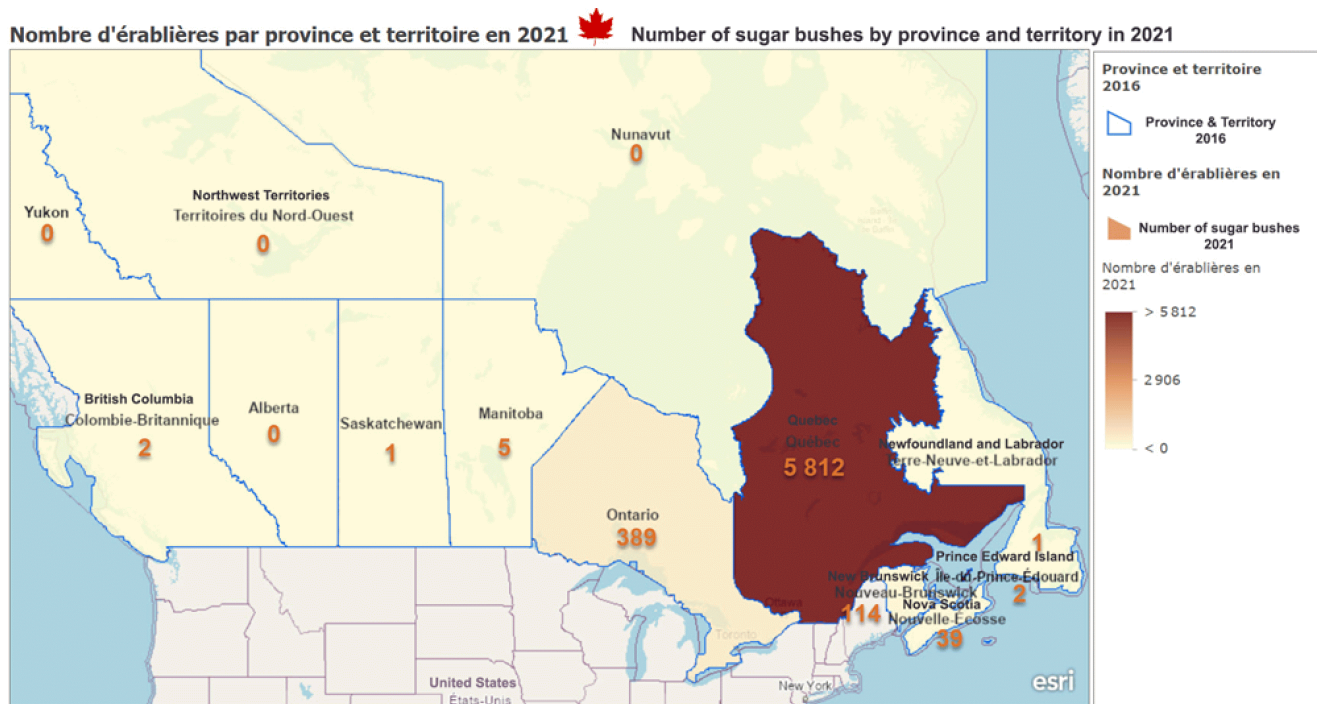 Nombre d'érablières par province et territoire en 2021
Number of sugar bushes by province and territory in 2021
Province et territoire
2016
Province & Territory
2016
Nombre d'érablières en
2021
Number of sugar bushes
2021
Nombre d'érablières en
2021
> 5 812
2906
< 0
Nunavut
0
Yukon
0
Northwest Territories
Territoires du Nord-Ouest
0
British Columbia
Colombie-Britannique
2
Alberta
0
Saskatchewan
1
Manitoba
5
Ontario
389
Quebec
Québec
5 812
Newfoundland and Labrador
Terre-Neuve-et-Labrador
1
Prince Edward Island
Île-du-Prince-Édouard
2
New Brunswick
Nouveau-Brunswick
114
Nova Scotia
Nouvelle-Écosse
39
Ottawa
Toronto
New York
United States
États-Unis
esri